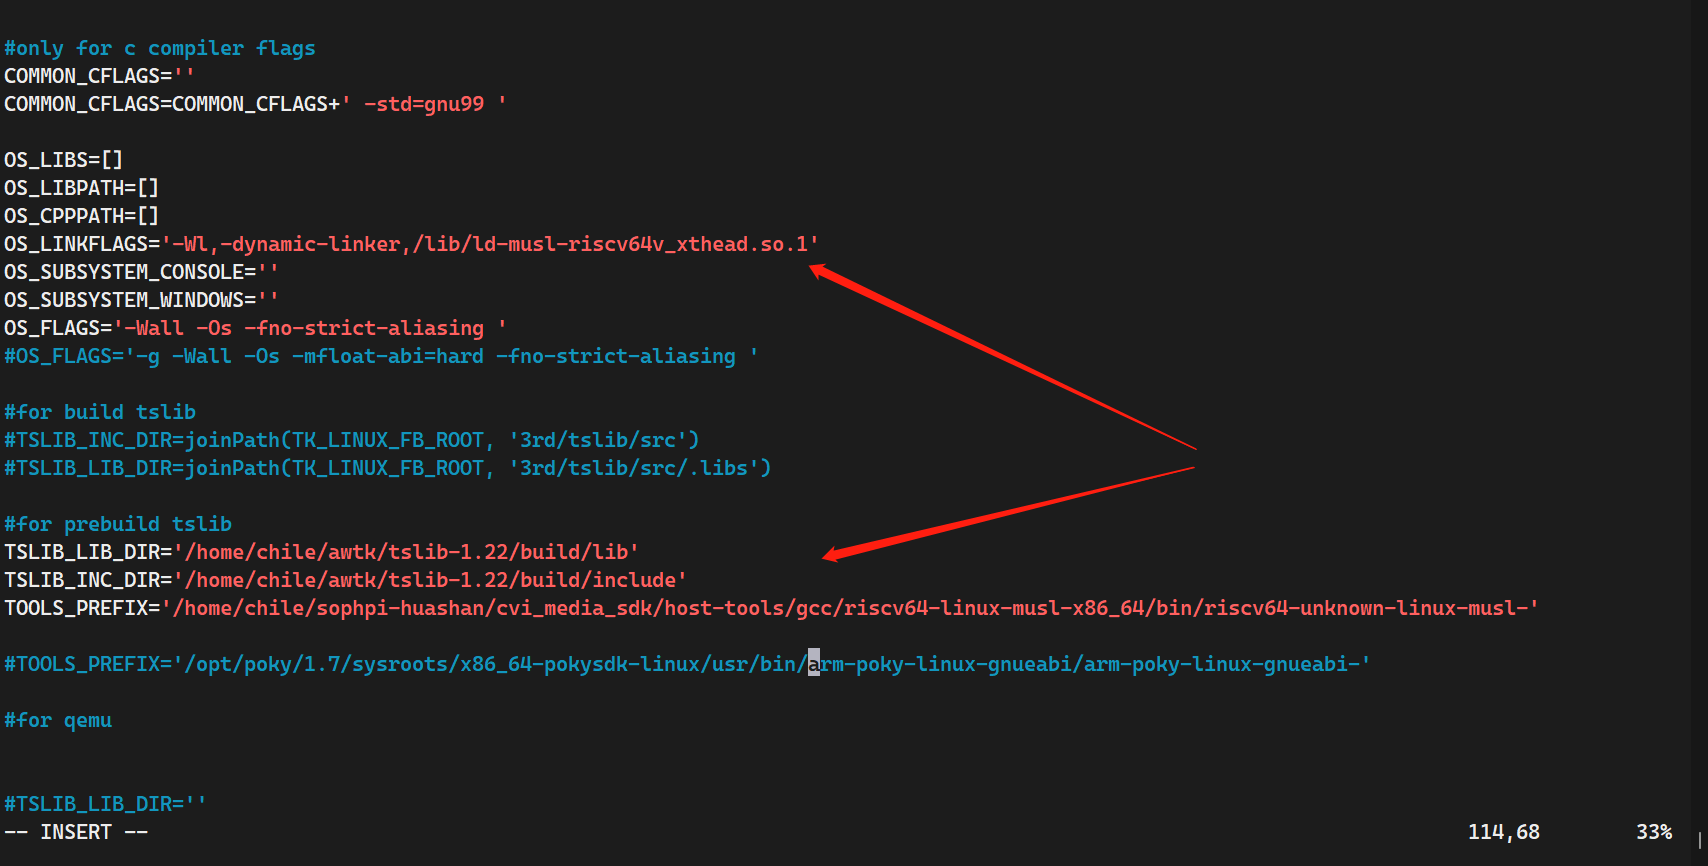 #only for c compiler flags
COMMON_CFLAGS=''
COMMON_CFLAGS=COMMON_CFLAGS+' -std=gnu99 '
OS_LIBS=[]
OS_LIBPATH=[]
OS_CPPPATH=[]
OS_LINKFLAGS='-Wl,-dynamic-linker,/lib/ld-musl-riscv64v_xthead.so.1'
OS_SUBSYSTEM_CONSOLE=''
OS_SUBSYSTEM_WINDOWS=''
OS_FLAGS='-Wall -Os -fno-strict-aliasing '
#OS_FLAGS='-g -Wall -Os -mfloat-abi=hard -fno-strict-aliasing '
#for build tslib
#TSLIB_INC_DIR=joinPath(TK_LINUX_FB_ROOT, '3rd/tslib/src')
#TSLIB_LIB_DIR=joinPath(TK_LINUX_FB_ROOT, '3rd/tslib/src/.libs')
#for prebuild tslib
TSLIB_LIB_DIR='/home/chile/awtk/tslib-1.22/build/lib'
TSLIB_INC_DIR='/home/chile/awtk/tslib-1.22/build/include'
TOOLS_PREFIX='/home/chile/sophpi-huashan/cvi_media_sdk/host-tools/gcc/riscv64-linux-musl-x86_64/bin/riscv64-unknown-linux-musl-'
#TOOLS_PREFIX='/opt/poky/1.7/sysroots/x86_64-pokysdk-linux/usr/bin/arm-poky-linux-gnueabi/arm-poky-linux-gnueabi-'
#for qemu
#TSLIB_LIB_DIR=''
-- INSERT -- 114,68 33%